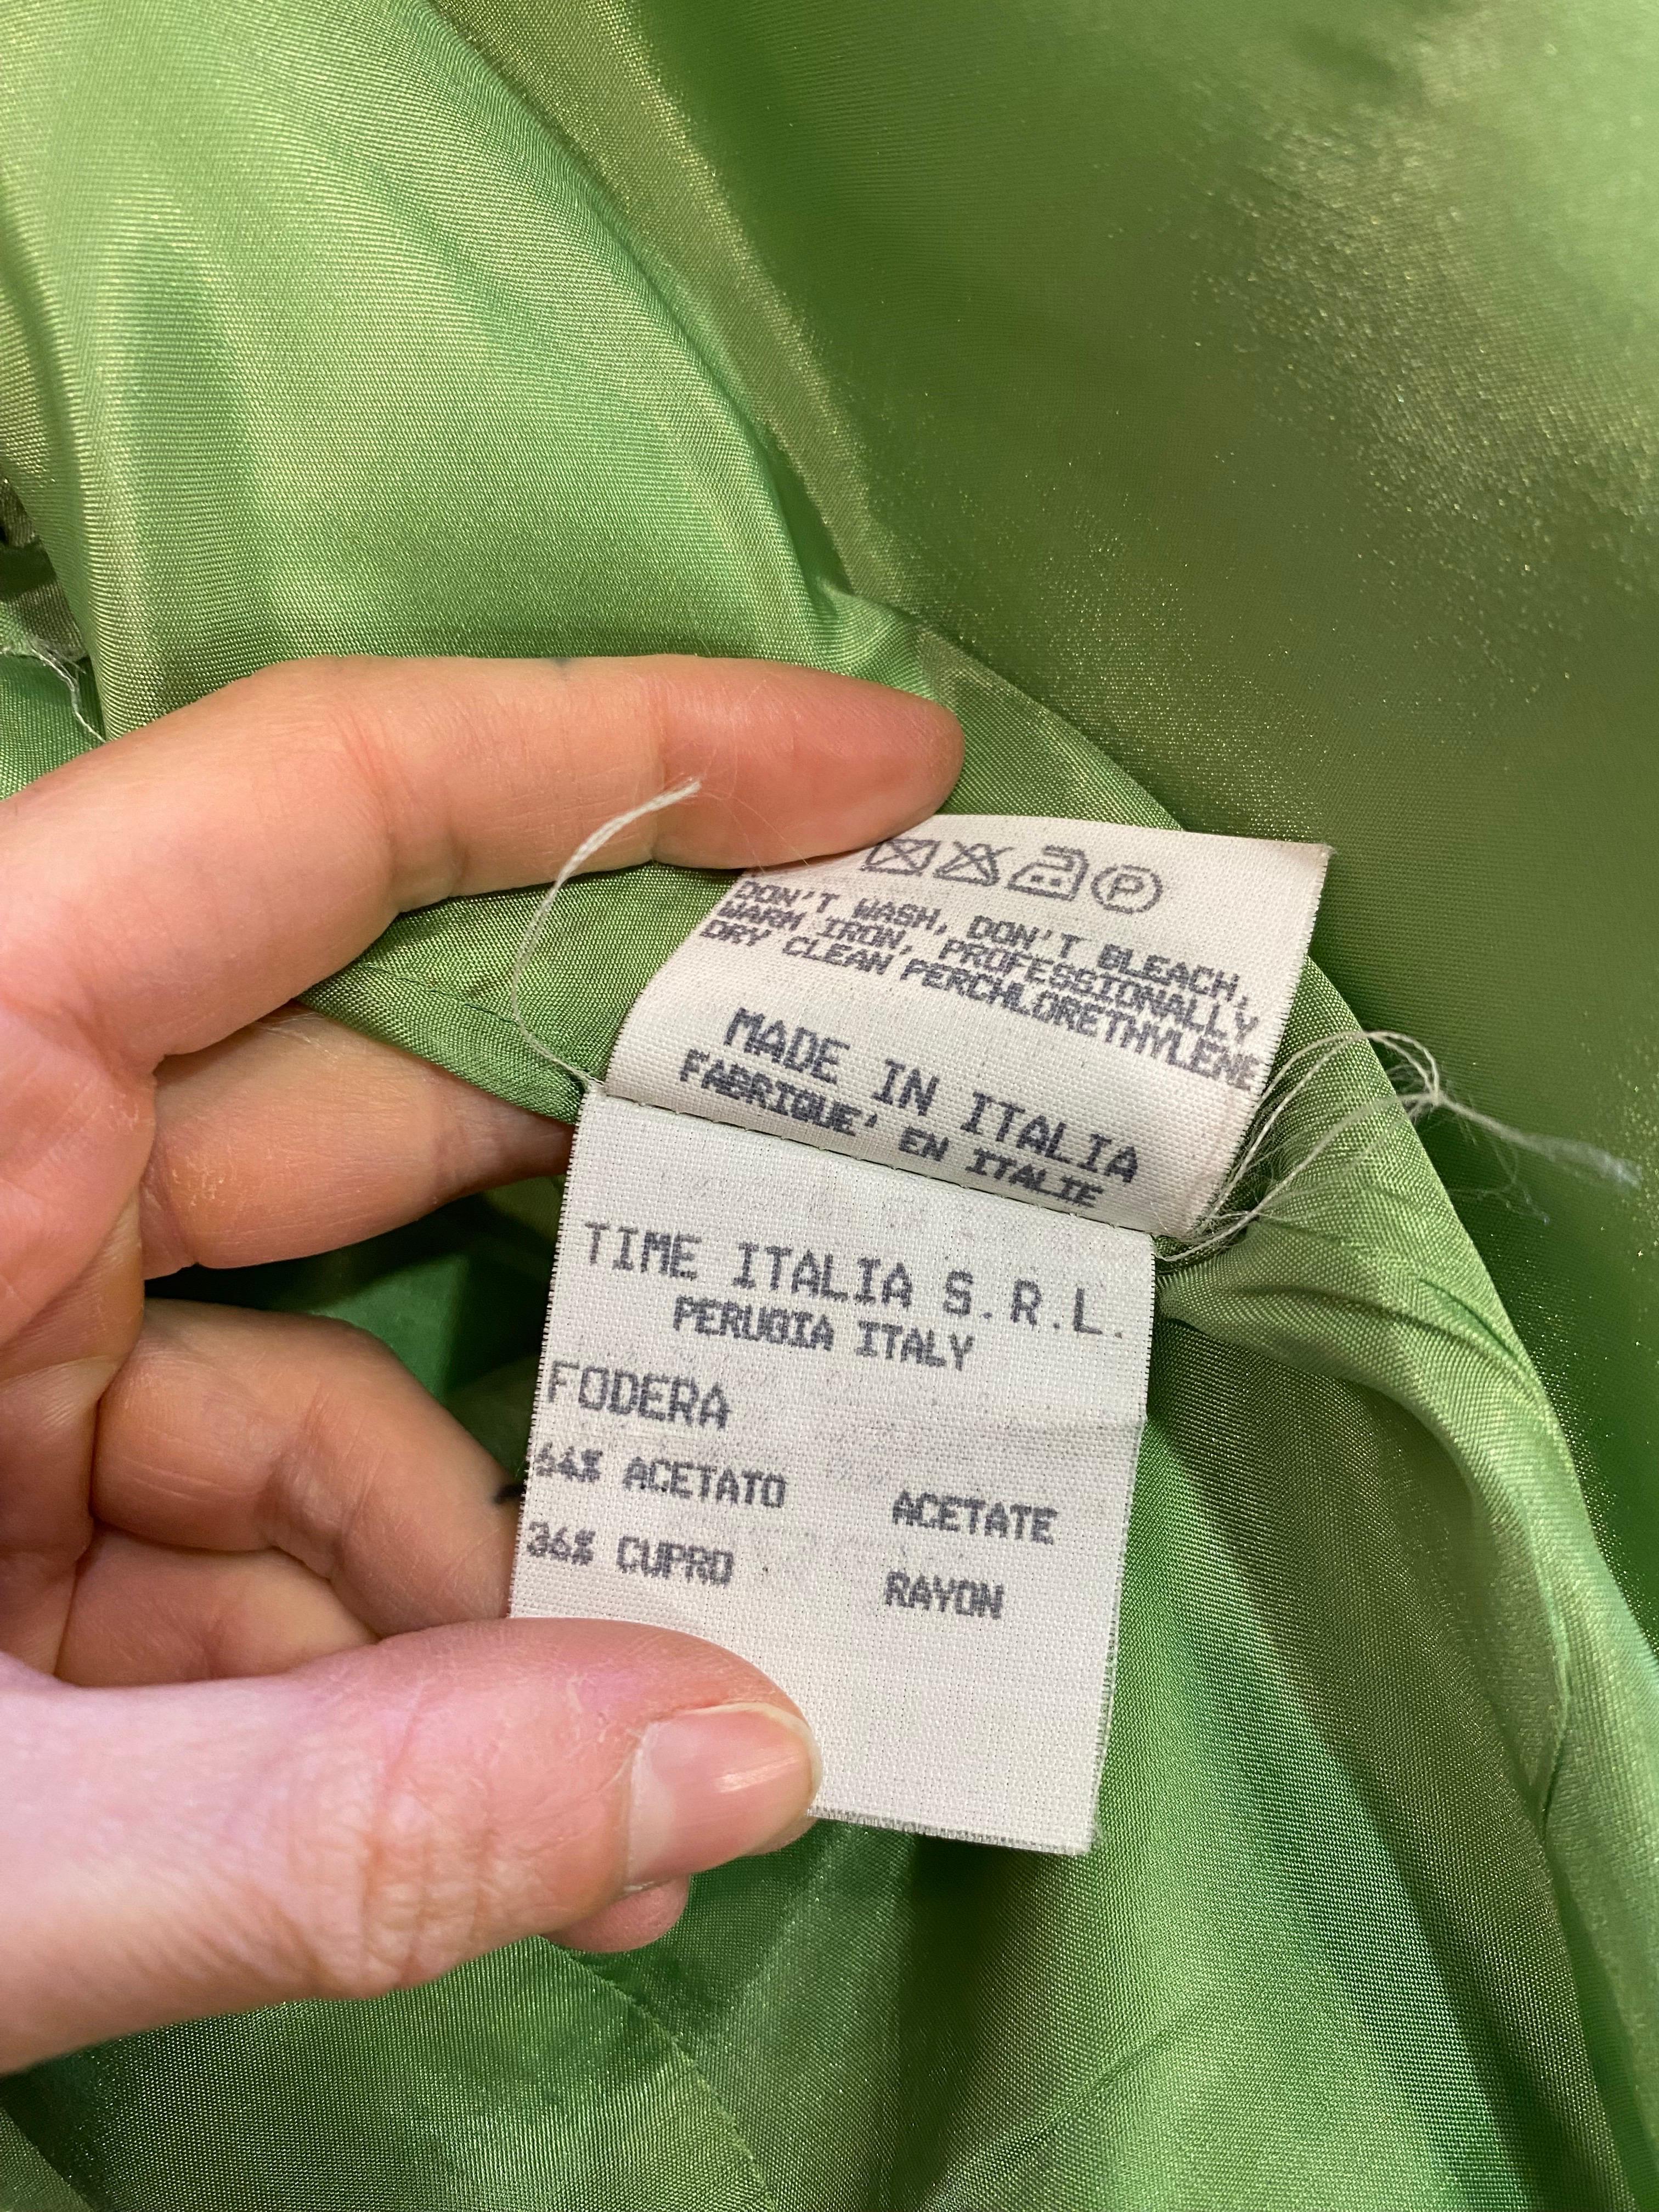 P
DON'T WASH, DON'T BLEACH,
WARM IRON, PROFESSIONALLY
DRY CLEAN PERCHLORETHYLENE
MADE IN ITALIA
FABRIQUE' EN ITALIE
TIME ITALIA S.R.L.
PERUGIA ITALY
FODERA
64% ACETATO ACETATE
36% CUPRO RAYON